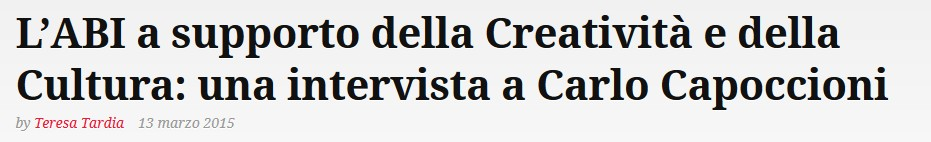 L’ABI a supporto della Creatività e della
Cultura: una intervista a Carlo Capoccioni
by Teresa Tardia 13 marzo 2015